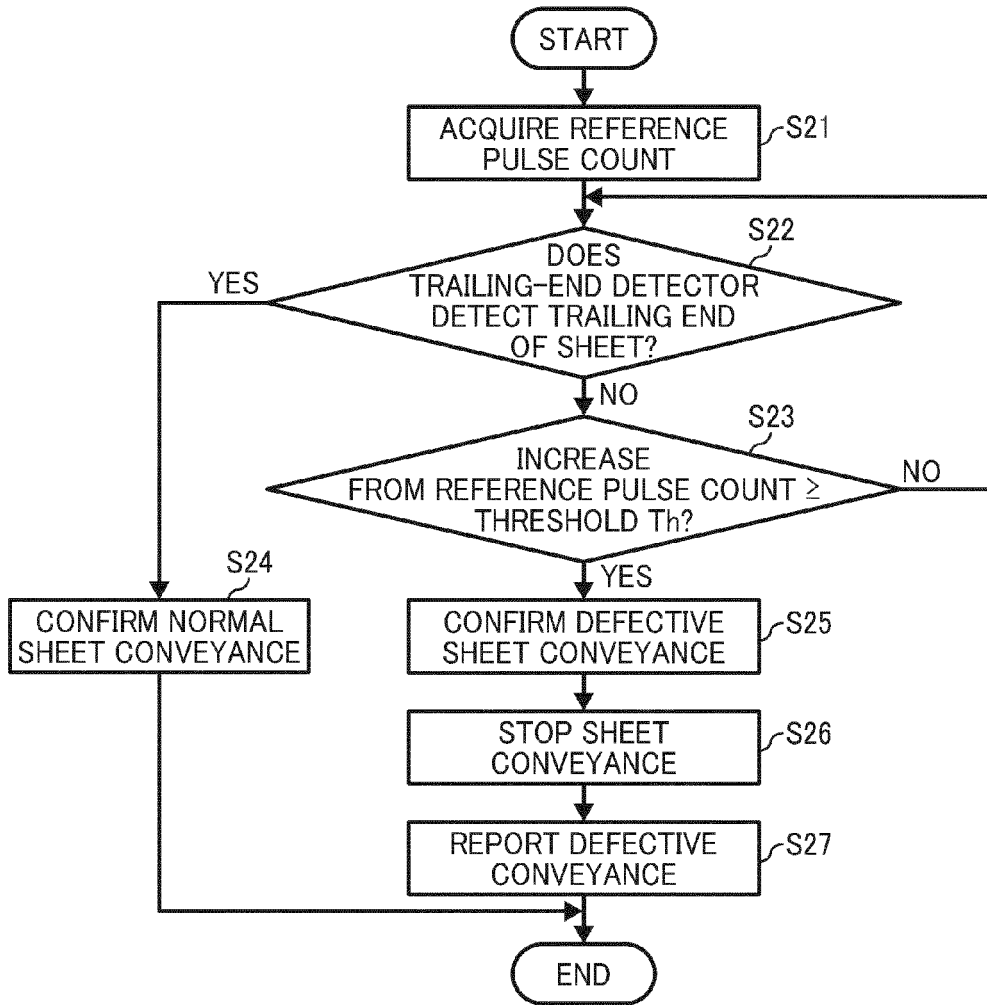 START
ACQUIRE REFERENCE
PULSE COUNT
S21
S22
DOES
TRAILING-END DETECTOR
DETECT TRAILING END
OF SHEET?
YES
NO
S23
INCREASE
FROM REFERENCE PULSE COUNT ≧
THRESHOLD Th?
NO
YES
S24
CONFIRM NORMAL
SHEET CONVEYANCE
CONFIRM DEFECTIVE
SHEET CONVEYANCE
S25
STOP SHEET
CONVEYANCE
S26
REPORT DEFECTIVE
CONVEYANCE
S27
END